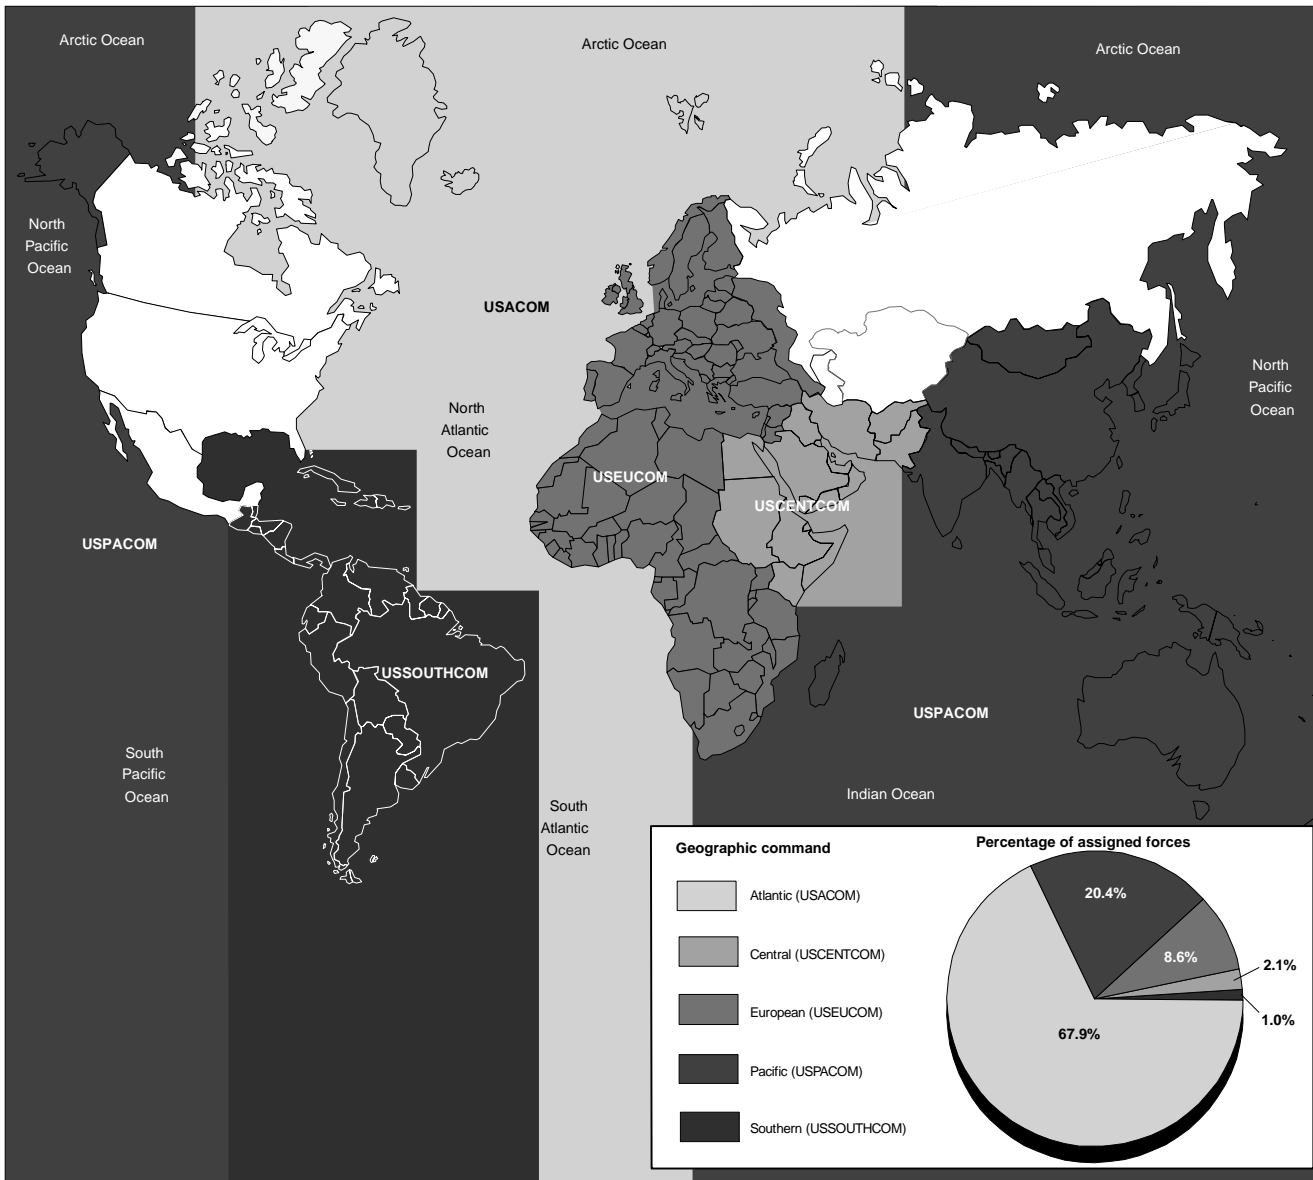 Arctic Ocean
Arctic Ocean
Arctic Ocean
North
Pacific
Ocean
USACOM
North
Pacific
Ocean
North
Atlantic
Ocean
USEUCOM
USCENTCOM
USPACOM
USSOUTHCOM
USPACOM
South
Pacific
Ocean
Indian Ocean
South
Atlantic
Ocean
Geographic command
Atlantic (USACOM)
Central (USCENTCOM)
European (USEUCOM)
Pacific (USPACOM)
Southern (USSOUTHCOM)
Percentage of assigned forces
20.4%
8.6%
2.1%
1.0%
67.9%